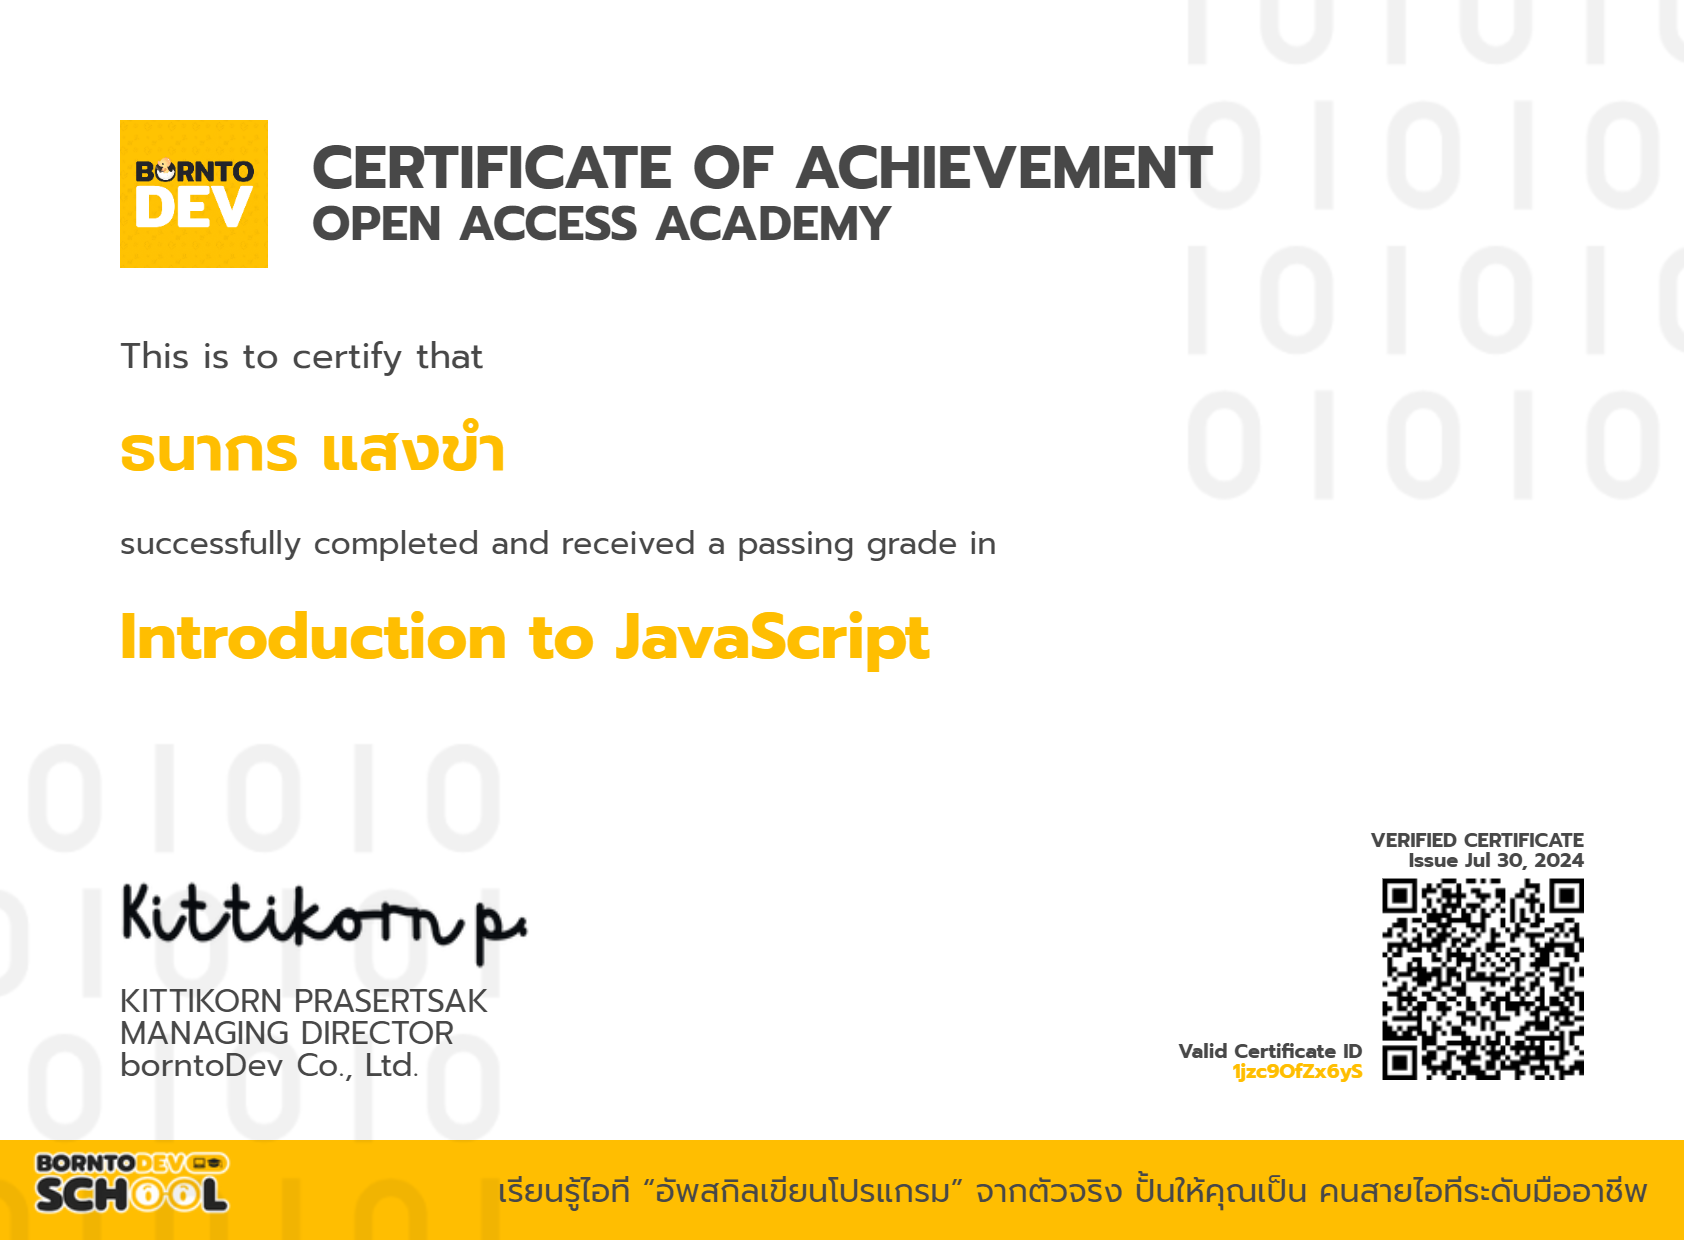 BORNTO
DEV
CERTIFICATE OF ACHIEVEMENT
OPEN ACCESS ACADEMY
This is to certify that
ธนากร แสงขำ
successfully completed and received a passing grade in
Introduction to JavaScript
Kittikorn p.
KITTIKORN PRASERTSAK
MANAGING DIRECTOR
borntoDev Co., Ltd.
VERIFIED CERTIFICATE
Issue Jul 30, 2024
Valid Certificate ID
1jzc9OfZx6yS
BORNTODEV
SCHOOL
เรียนรู้ไอที “อัพสกิลเขียนโปรแกรม” จากตัวจริง ปั้นให้คุณเป็น คนสายไอทีระดับมืออาชีพ